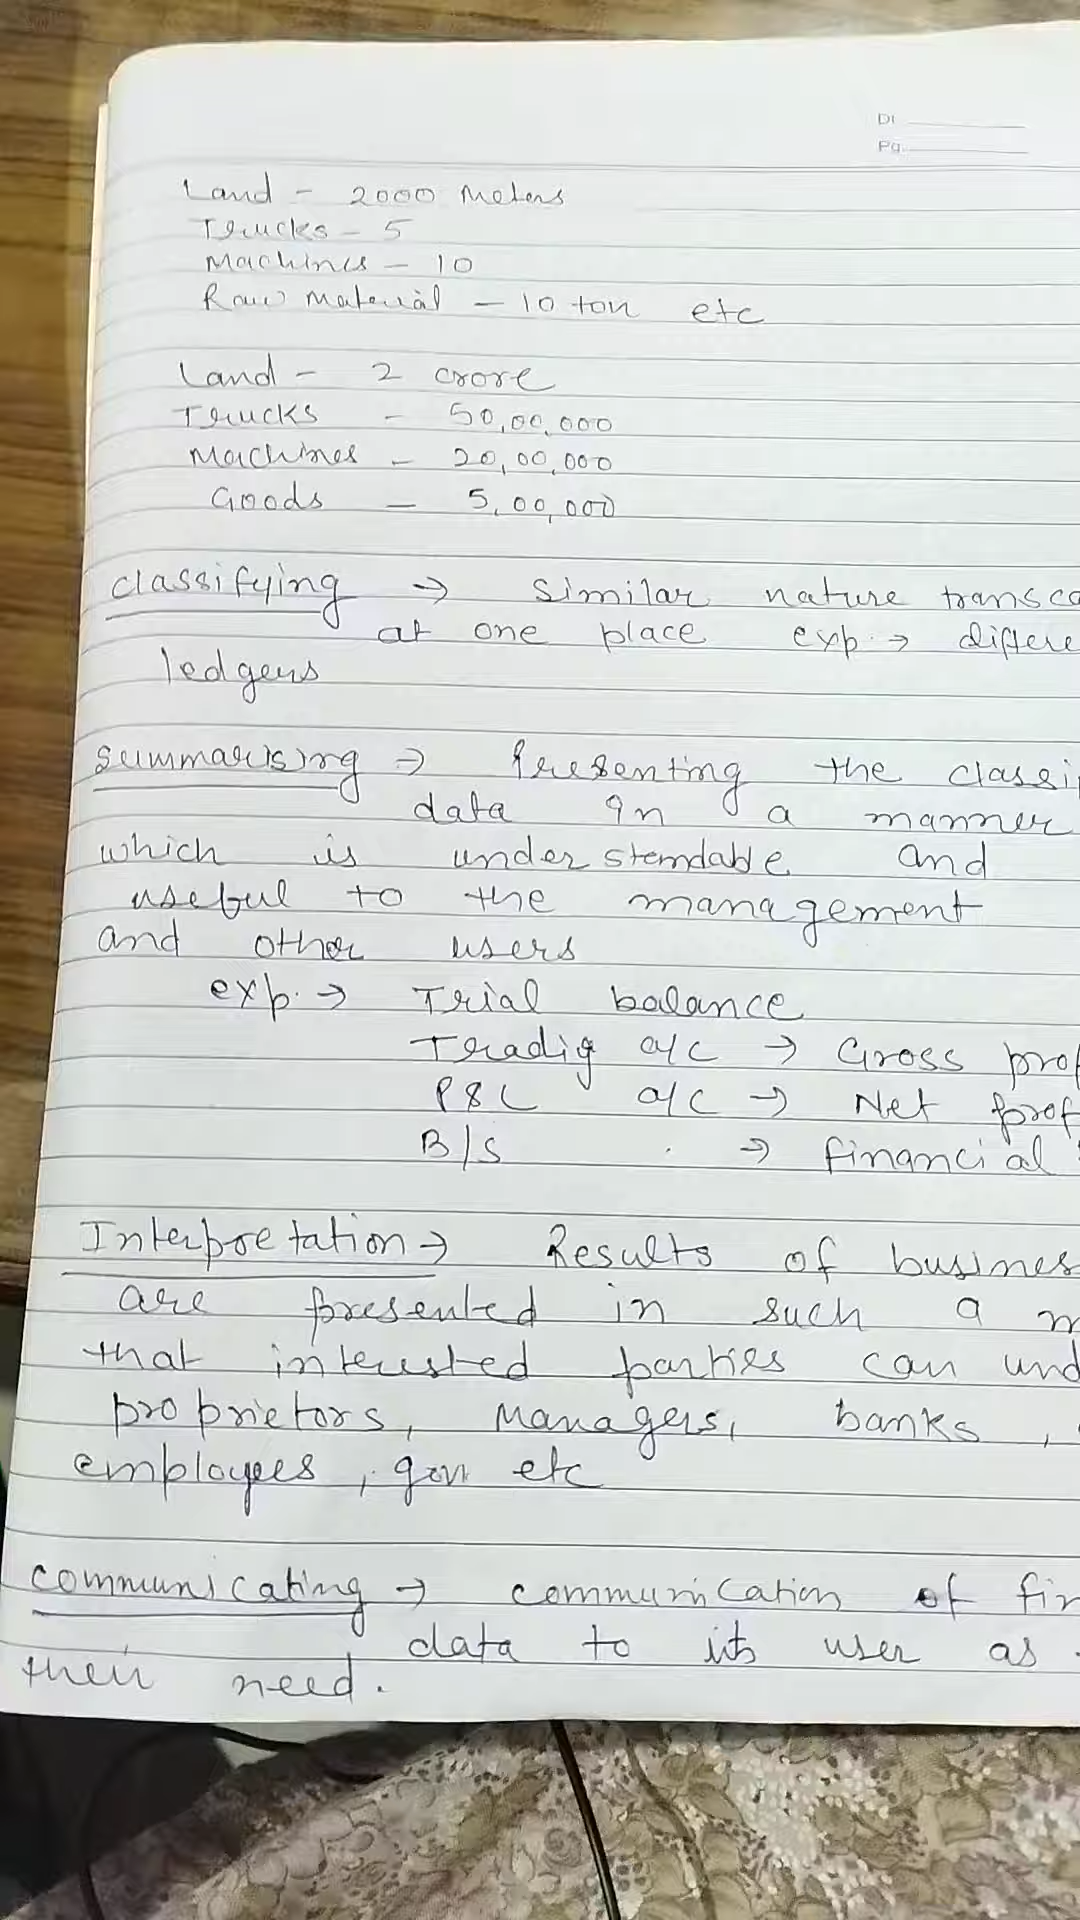 Dt
Pg.
Land - 2000 Meters
Trucks - 5
Machines - 10
Raw Material - 10 ton etc
Land - 2 crore
Trucks - 50,00,000
Machines - 20,00,000
Goods - 5,00,000
classifying → similar nature
at one place exp. →
ledgers
summarising → Presenting the
data in a manner
which is understandable and
useful to the management
and other users
exp. → Trial balance
Tradig a/c → Gross
P&L a/c → Net
B/S → financial
Interpretation → Results of
are presented in such a
that interested parties can
proprietors, Managers, banks,
employees, gov etc
communicating → communication of
data to its user as
their need.